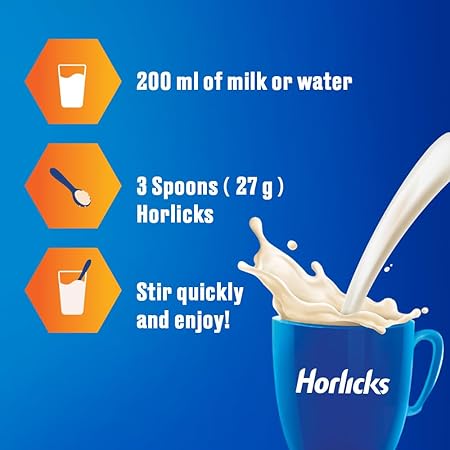 200 ml of milk or water
3 Spoons ( 27 g )
Horlicks
Stir quickly
and enjoy!
Horlicks